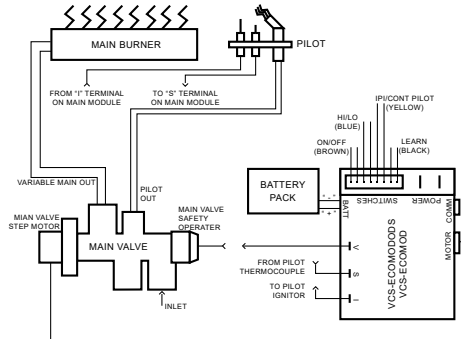 MAIN BURNER
PILOT
FROM "I" TERMINAL
ON MAIN MODULE
TO "S" TERMINAL
ON MAIN MODULE
IPI/CONT PILOT
(YELLOW)
HI/LO
(BLUE)
ON/OFF
(BROWN)
LEARN
(BLACK)
VARIABLE MAIN OUT
PILOT
OUT
MAIN VALVE
SAFETY
OPERATER
BATTERY
PACK
BATT
SWITCHES
POWER
COMM
MOTOR
MIAN VALVE
STEP MOTOR
MAIN VALVE
INLET
FROM PILOT
THERMOCOUPLE
TO PILOT
IGNITOR
V
S
I
VCS-ECOMODODS
VCS-ECOMOD